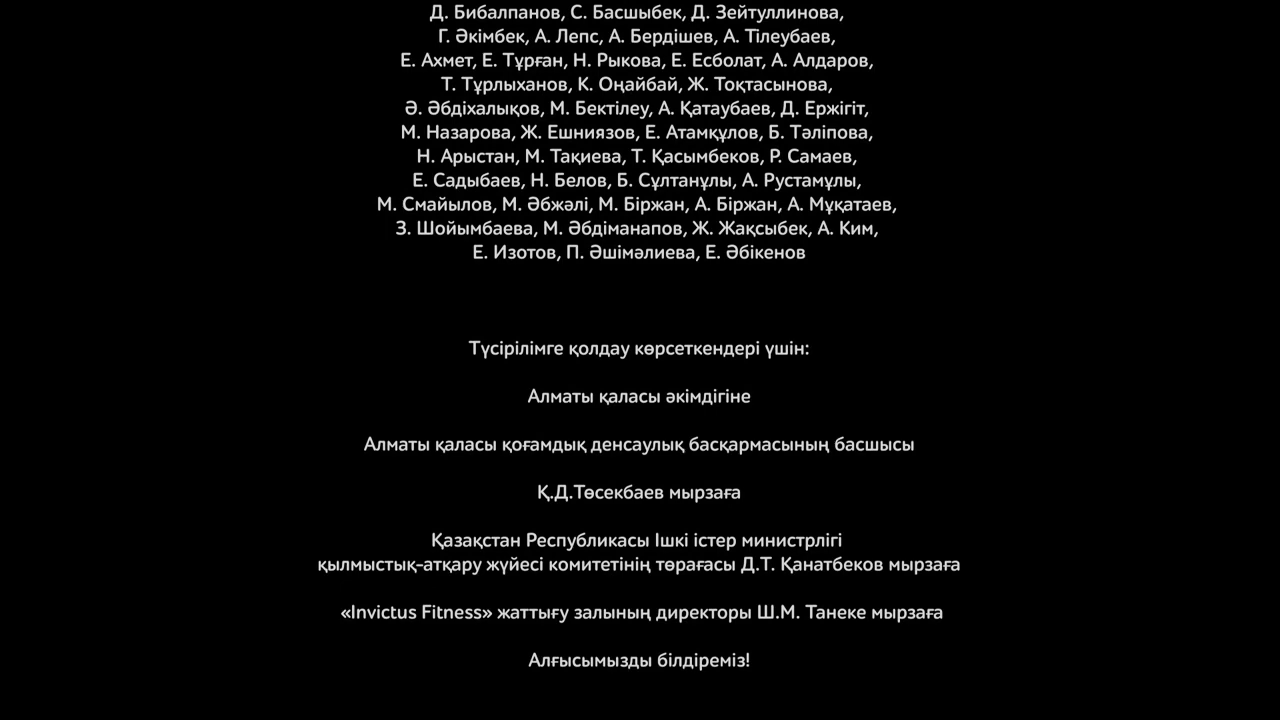 Д. Бибалпанов, С. Басшыбек, Д. Зейтуллинова,
Г. Әкімбек, А. Лепс, А. Бердішев, А. Тілеубаев,
Е. Ахмет, Е. Тұрған, Н. Рыкова, Е. Есболат, А. Алдаров,
Т. Тұрлыханов, К. Оңайбай, Ж. Тоқтасынова,
Ә. Әбдіхалықов, М. Бектілеу, А. Қатаубаев, Д. Ержігіт,
М. Назарова, Ж. Ешниязов, Е. Атамқұлов, Б. Тәліпова,
Н. Арыстан, М. Тақиева, Т. Қасымбеков, Р. Самаев,
Е. Садыбаев, Н. Белов, Б. Сұлтанұлы, А. Рустамұлы,
М. Смайылов, М. Әбжәлі, М. Біржан, А. Біржан, А. Мұқатаев,
З. Шойымбаева, М. Әбдіманапов, Ж. Жақсыбек, А. Ким,
Е. Изотов, П. Әшімәлиева, Е. Әбікенов
Түсірілімге қолдау көрсеткендері үшін:
Алматы қаласы әкімдігіне
Алматы қаласы қоғамдық денсаулық басқармасының басшысы
Қ.Д.Төсекбаев мырзаға
Қазақстан Республикасы Ішкі істер министрлігі
қылмыстық-атқару жүйесі комитетінің төрағасы Д.Т. Қанатбеков мырзаға
«Invictus Fitness» жаттығу залының директоры Ш.М. Танеке мырзаға
Алғысымызды білдіреміз!